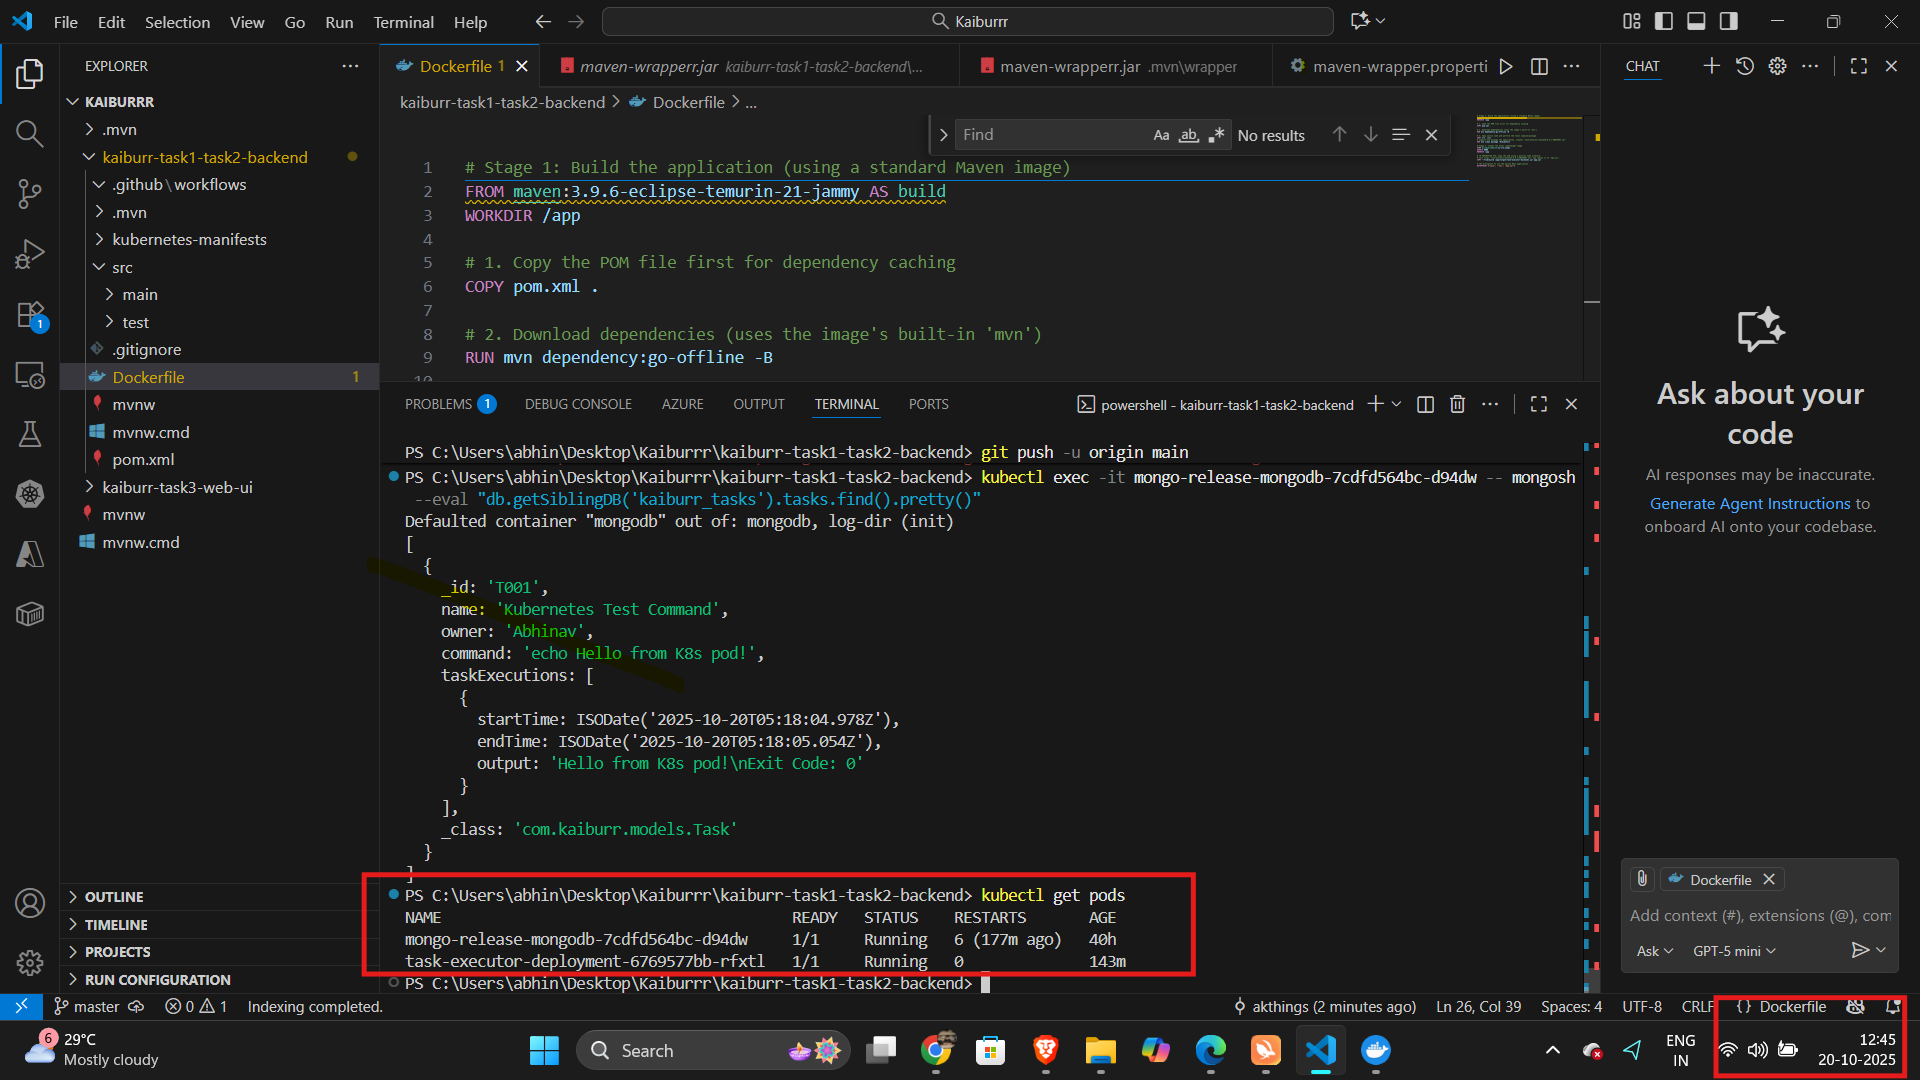 File Edit Selection View Go Run Terminal Help
Kaiburrr
EXPLORER
KAIBURRR
.mvn
kaiburr-task1-task2-backend
.github\workflows
.mvn
kubernetes-manifests
src
main
test
.gitignore
Dockerfile 1
mvnw
mvnw.cmd
pom.xml
kaiburr-task3-web-ui
mvnw
mvnw.cmd
OUTLINE
TIMELINE
PROJECTS
RUN CONFIGURATION
Dockerfile 1
maven-wrapperr.jar kaiburr-task1-task2-backend\...
maven-wrapperr.jar .mvn\wrapper
maven-wrapper.properti
kaiburr-task1-task2-backend > Dockerfile > ...
Find
Aa ab .*
No results
1 # Stage 1: Build the application (using a standard Maven image)
2 FROM maven:3.9.6-eclipse-temurin-21-jammy AS build
3 WORKDIR /app
4
5 # 1. Copy the POM file first for dependency caching
6 COPY pom.xml .
7
8 # 2. Download dependencies (uses the image's built-in 'mvn')
9 RUN mvn dependency:go-offline -B
10
PROBLEMS 1 DEBUG CONSOLE AZURE OUTPUT TERMINAL PORTS
powershell - kaiburr-task1-task2-backend
PS C:\Users\abhin\Desktop\Kaiburrr\kaiburr-task1-task2-backend> git push -u origin main
PS C:\Users\abhin\Desktop\Kaiburrr\kaiburr-task1-task2-backend> kubectl exec -it mongo-release-mongodb-7cdfd564bc-d94dw -- mongosh
--eval "db.getSiblingDB('kaiburr_tasks').tasks.find().pretty()"
Defaulted container "mongodb" out of: mongodb, log-dir (init)
[
{
_id: 'T001',
name: 'Kubernetes Test Command',
owner: 'Abhinav',
command: 'echo Hello from K8s pod!',
taskExecutions: [
{
startTime: ISODate('2025-10-20T05:18:04.978Z'),
endTime: ISODate('2025-10-20T05:18:05.054Z'),
output: 'Hello from K8s pod!\nExit Code: 0'
}
],
_class: 'com.kaiburr.models.Task'
}
]
PS C:\Users\abhin\Desktop\Kaiburrr\kaiburr-task1-task2-backend> kubectl get pods
NAME READY STATUS RESTARTS AGE
mongo-release-mongodb-7cdfd564bc-d94dw 1/1 Running 6 (177m ago) 40h
task-executor-deployment-6769577bb-rfxtl 1/1 Running 0 143m
PS C:\Users\abhin\Desktop\Kaiburrr\kaiburr-task1-task2-backend>
CHAT
Ask about your
code
AI responses may be inaccurate.
Generate Agent Instructions to
onboard AI onto your codebase.
Dockerfile
Add context (#), extensions (@), com
Ask GPT-5 mini
1
master 0 1 Indexing completed.
akthings (2 minutes ago) Ln 26, Col 39 Spaces: 4 UTF-8 CRLF {} Dockerfile
6
29°C
Mostly cloudy
Search
ENG
IN
12:45
20-10-2025